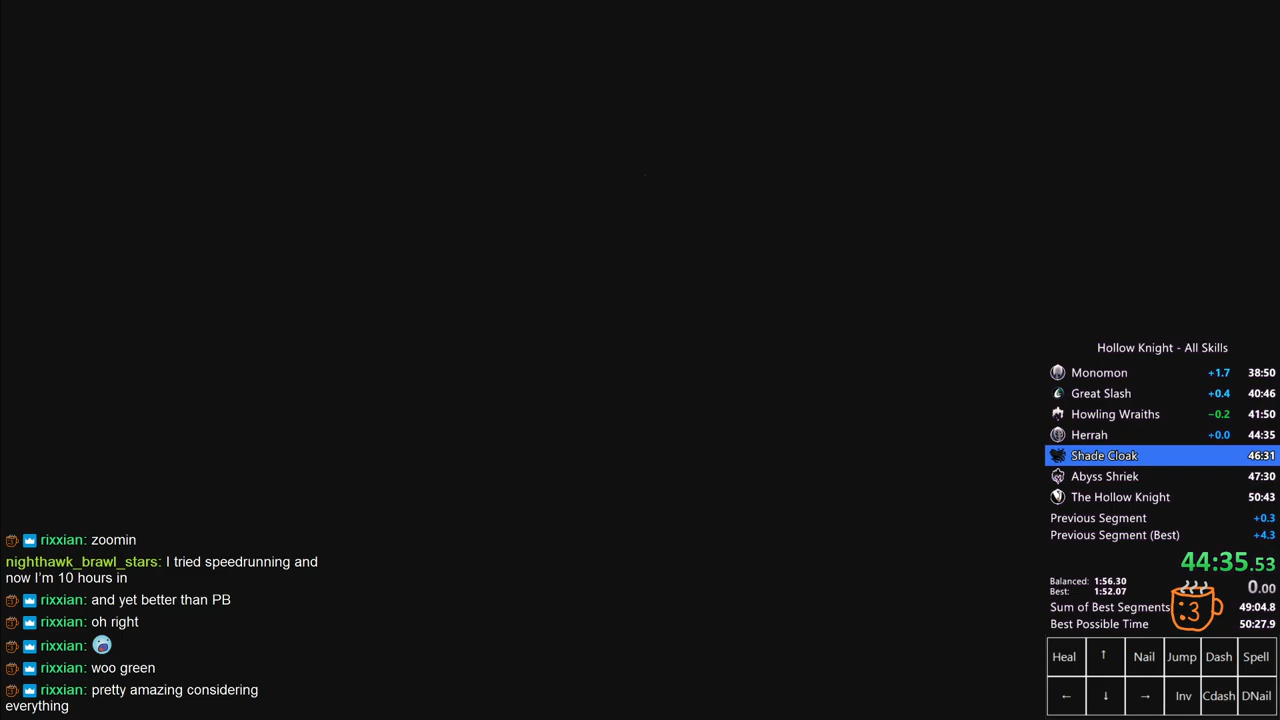 Hollow Knight - All Skills
Monomon +1.7 38:50
Great Slash +0.4 40:46
Howling Wraiths −0.2 41:50
Herrah +0.0 44:35
Shade Cloak 46:31
Abyss Shriek 47:30
The Hollow Knight 50:43
Previous Segment +0.3
Previous Segment (Best) +4.3
44:35.53
Balanced: 1:56.30
Best: 1:52.07
0.00
Sum of Best Segments 49:04.8
Best Possible Time 50:27.9
:3
Heal ↑ Nail Jump Dash Spell
← ↓ → Inv Cdash DNail
rixxian: zoomin
nighthawk_brawl_stars: I tried speedrunning and
now I'm 10 hours in
rixxian: and yet better than PB
rixxian: oh right
rixxian:
rixxian: woo green
rixxian: pretty amazing considering
everything